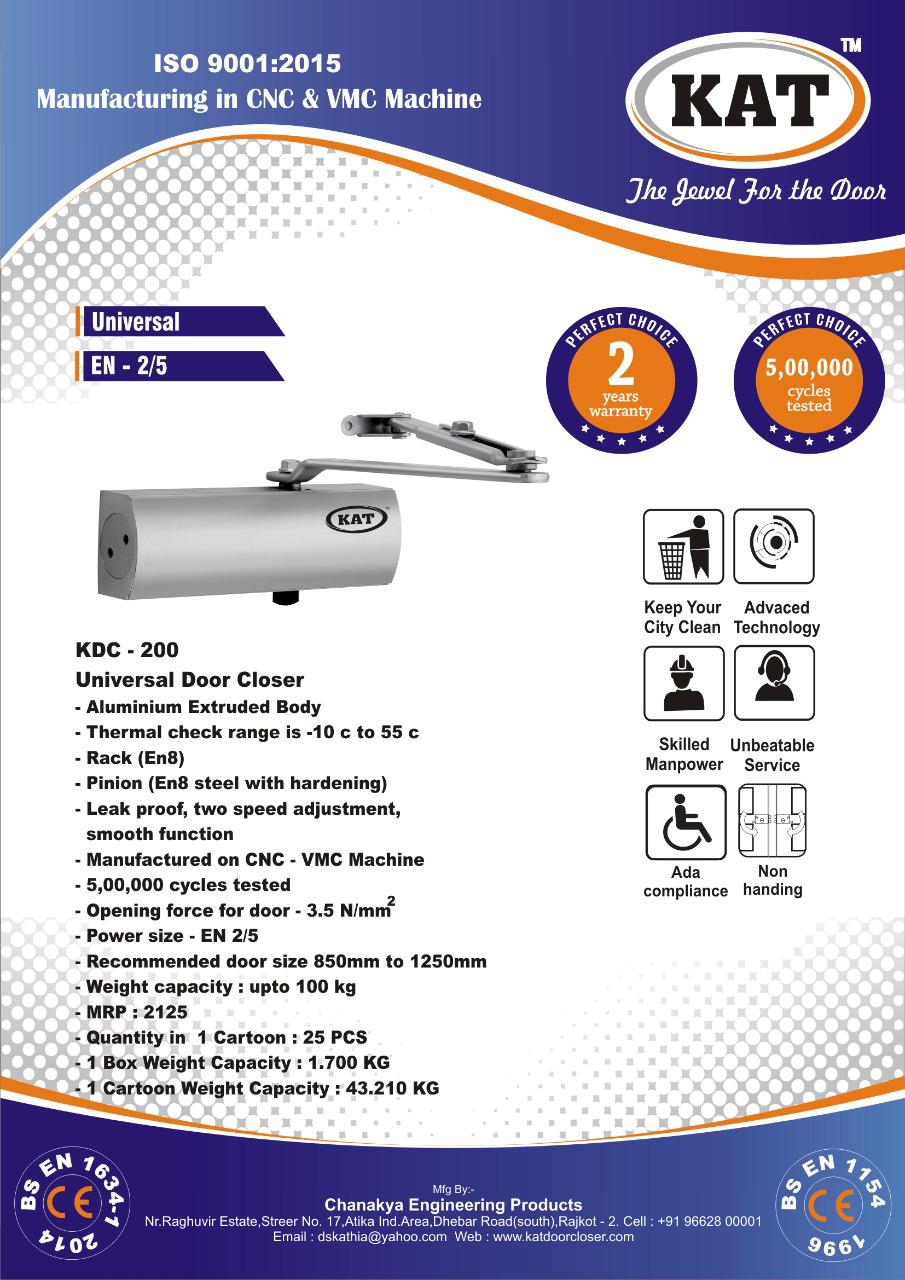 ISO 9001:2015
Manufacturing in CNC & VMC Machine
TM
KAT
The Jewel For the Door
Universal
EN - 2/5
PERFECT CHOICE
2
years
warranty
PERFECT CHOICE
5,00,000
cycles
tested
KAT
Keep Your
City Clean
Advaced
Technology
Skilled
Manpower
Unbeatable
Service
Ada
compliance
Non
handing
KDC - 200
Universal Door Closer
- Aluminium Extruded Body
- Thermal check range is -10 c to 55 c
- Rack (En8)
- Pinion (En8 steel with hardening)
- Leak proof, two speed adjustment,
smooth function
- Manufactured on CNC - VMC Machine
- 5,00,000 cycles tested
- Opening force for door - 3.5 N/mm²
- Power size - EN 2/5
- Recommended door size 850mm to 1250mm
- Weight capacity : upto 100 kg
- MRP : 2125
- Quantity in 1 Cartoon : 25 PCS
- 1 Box Weight Capacity : 1.700 KG
- 1 Cartoon Weight Capacity : 43.210 KG
BS EN 1634-1
CE
2014
Mfg By:-
Chanakya Engineering Products
Nr.Raghuvir Estate,Streer No. 17,Atika Ind.Area,Dhebar Road(south),Rajkot - 2. Cell : +91 96628 00001
Email : dskathia@yahoo.com Web : www.katdoorcloser.com
BS EN 1154
CE
1996